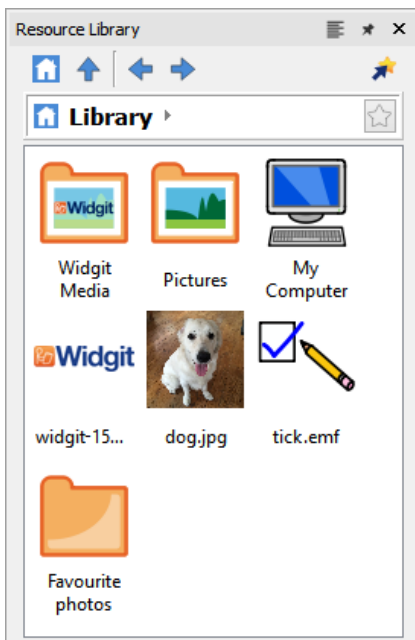 Resource Library
Library
Widgit
Widgit
Media
Pictures
My
Computer
Widgit
widgit-15...
dog.jpg
tick.emf
Favourite
photos